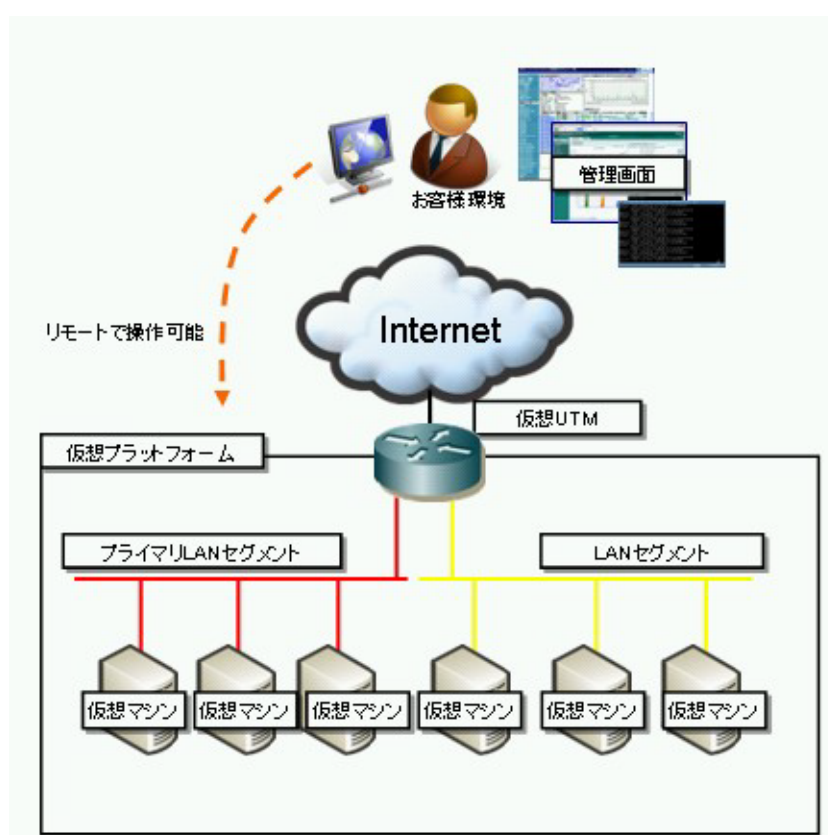 管理画面
お客様環境
Internet
リモートで操作可能
仮想UTM
仮想プラットフォーム
プライマリLANセグメント
LANセグメント
仮想マシン
仮想マシン
仮想マシン
仮想マシン
仮想マシン
仮想マシン